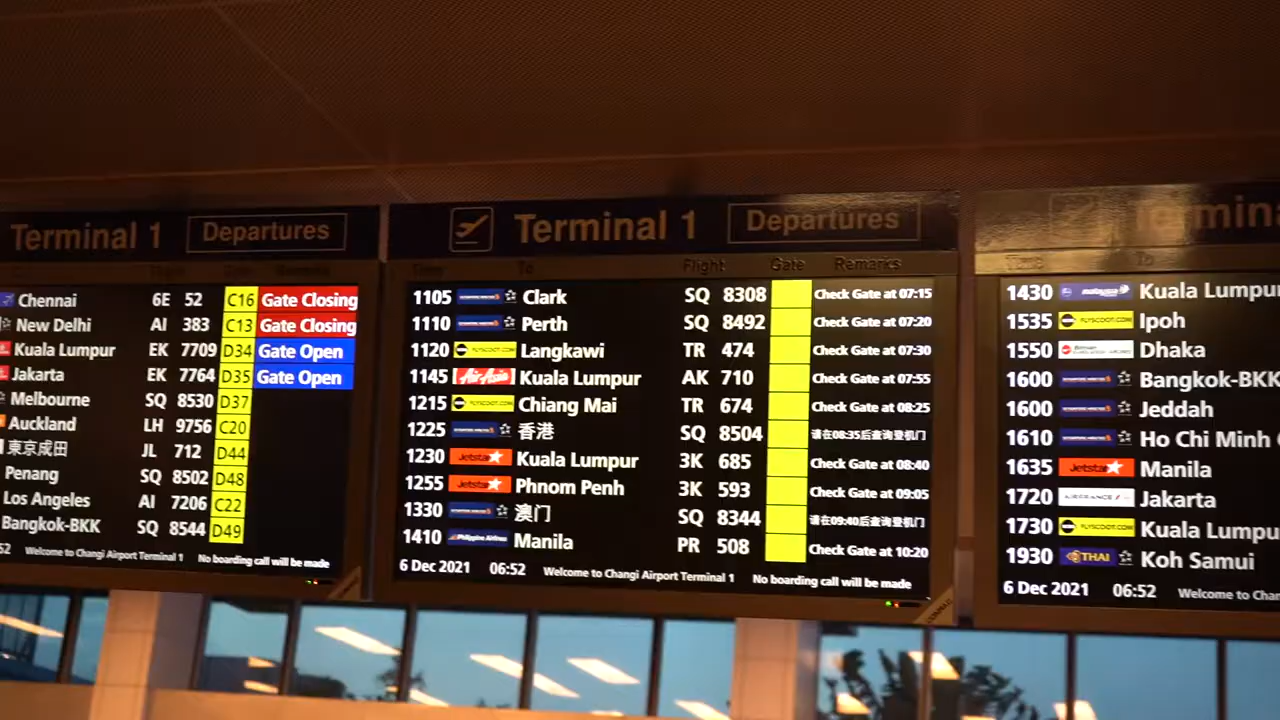 Terminal 1 Departures
Chennai 6E 52 C16 Gate Closing
New Delhi AI 383 C13 Gate Closing
Kuala Lumpur EK 7709 D34 Gate Open
Jakarta EK 7764 D35 Gate Open
Melbourne SQ 8530 D37
Auckland LH 9756 C20
東京成田 JL 712 D44
Penang SQ 8502 D48
Los Angeles AI 7206 C22
Bangkok-BKK SQ 8544 D49
52 Welcome to Changi Airport Terminal 1 No boarding call will be made
Terminal 1 Departures
Time To Flight Gate Remarks
1105 Clark SQ 8308 Check Gate at 07:15
1110 Perth SQ 8492 Check Gate at 07:20
1120 FLYSCOOT.COM Langkawi TR 474 Check Gate at 07:30
1145 AirAsia Kuala Lumpur AK 710 Check Gate at 07:55
1215 FLYSCOOT.COM Chiang Mai TR 674 Check Gate at 08:25
1225 香港 SQ 8504 请在08:35后查询登机门
1230 Jetstar Kuala Lumpur 3K 685 Check Gate at 08:40
1255 Jetstar Phnom Penh 3K 593 Check Gate at 09:05
1330 澳门 SQ 8344 请在09:40后查询登机门
1410 Philippine Airlines Manila PR 508 Check Gate at 10:20
6 Dec 2021 06:52 Welcome to Changi Airport Terminal 1 No boarding call will be made
Time To
1430 malaysia Kuala Lumpur
1535 FLYSCOOT.COM Ipoh
1550 Dhaka
1600 Bangkok-BKK
1600 Jeddah
1610 Ho Chi Minh
1635 Jetstar Manila
1720 AIRFRANCE Jakarta
1730 FLYSCOOT.COM Kuala Lumpu
1930 THAI Koh Samui
6 Dec 2021 06:52 Welcome to Chan